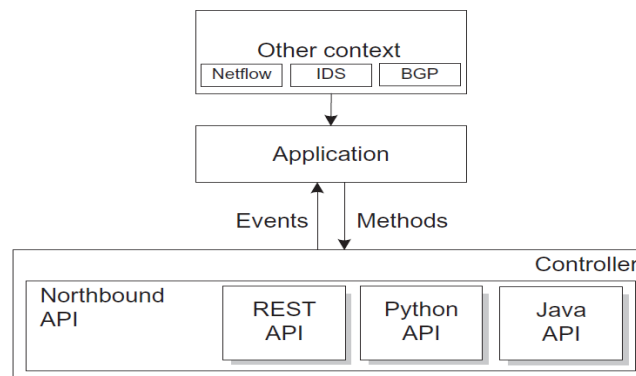 Other context
Netflow IDS BGP
Application
Events Methods
Controller
Northbound
API
REST
API
Python
API
Java
API